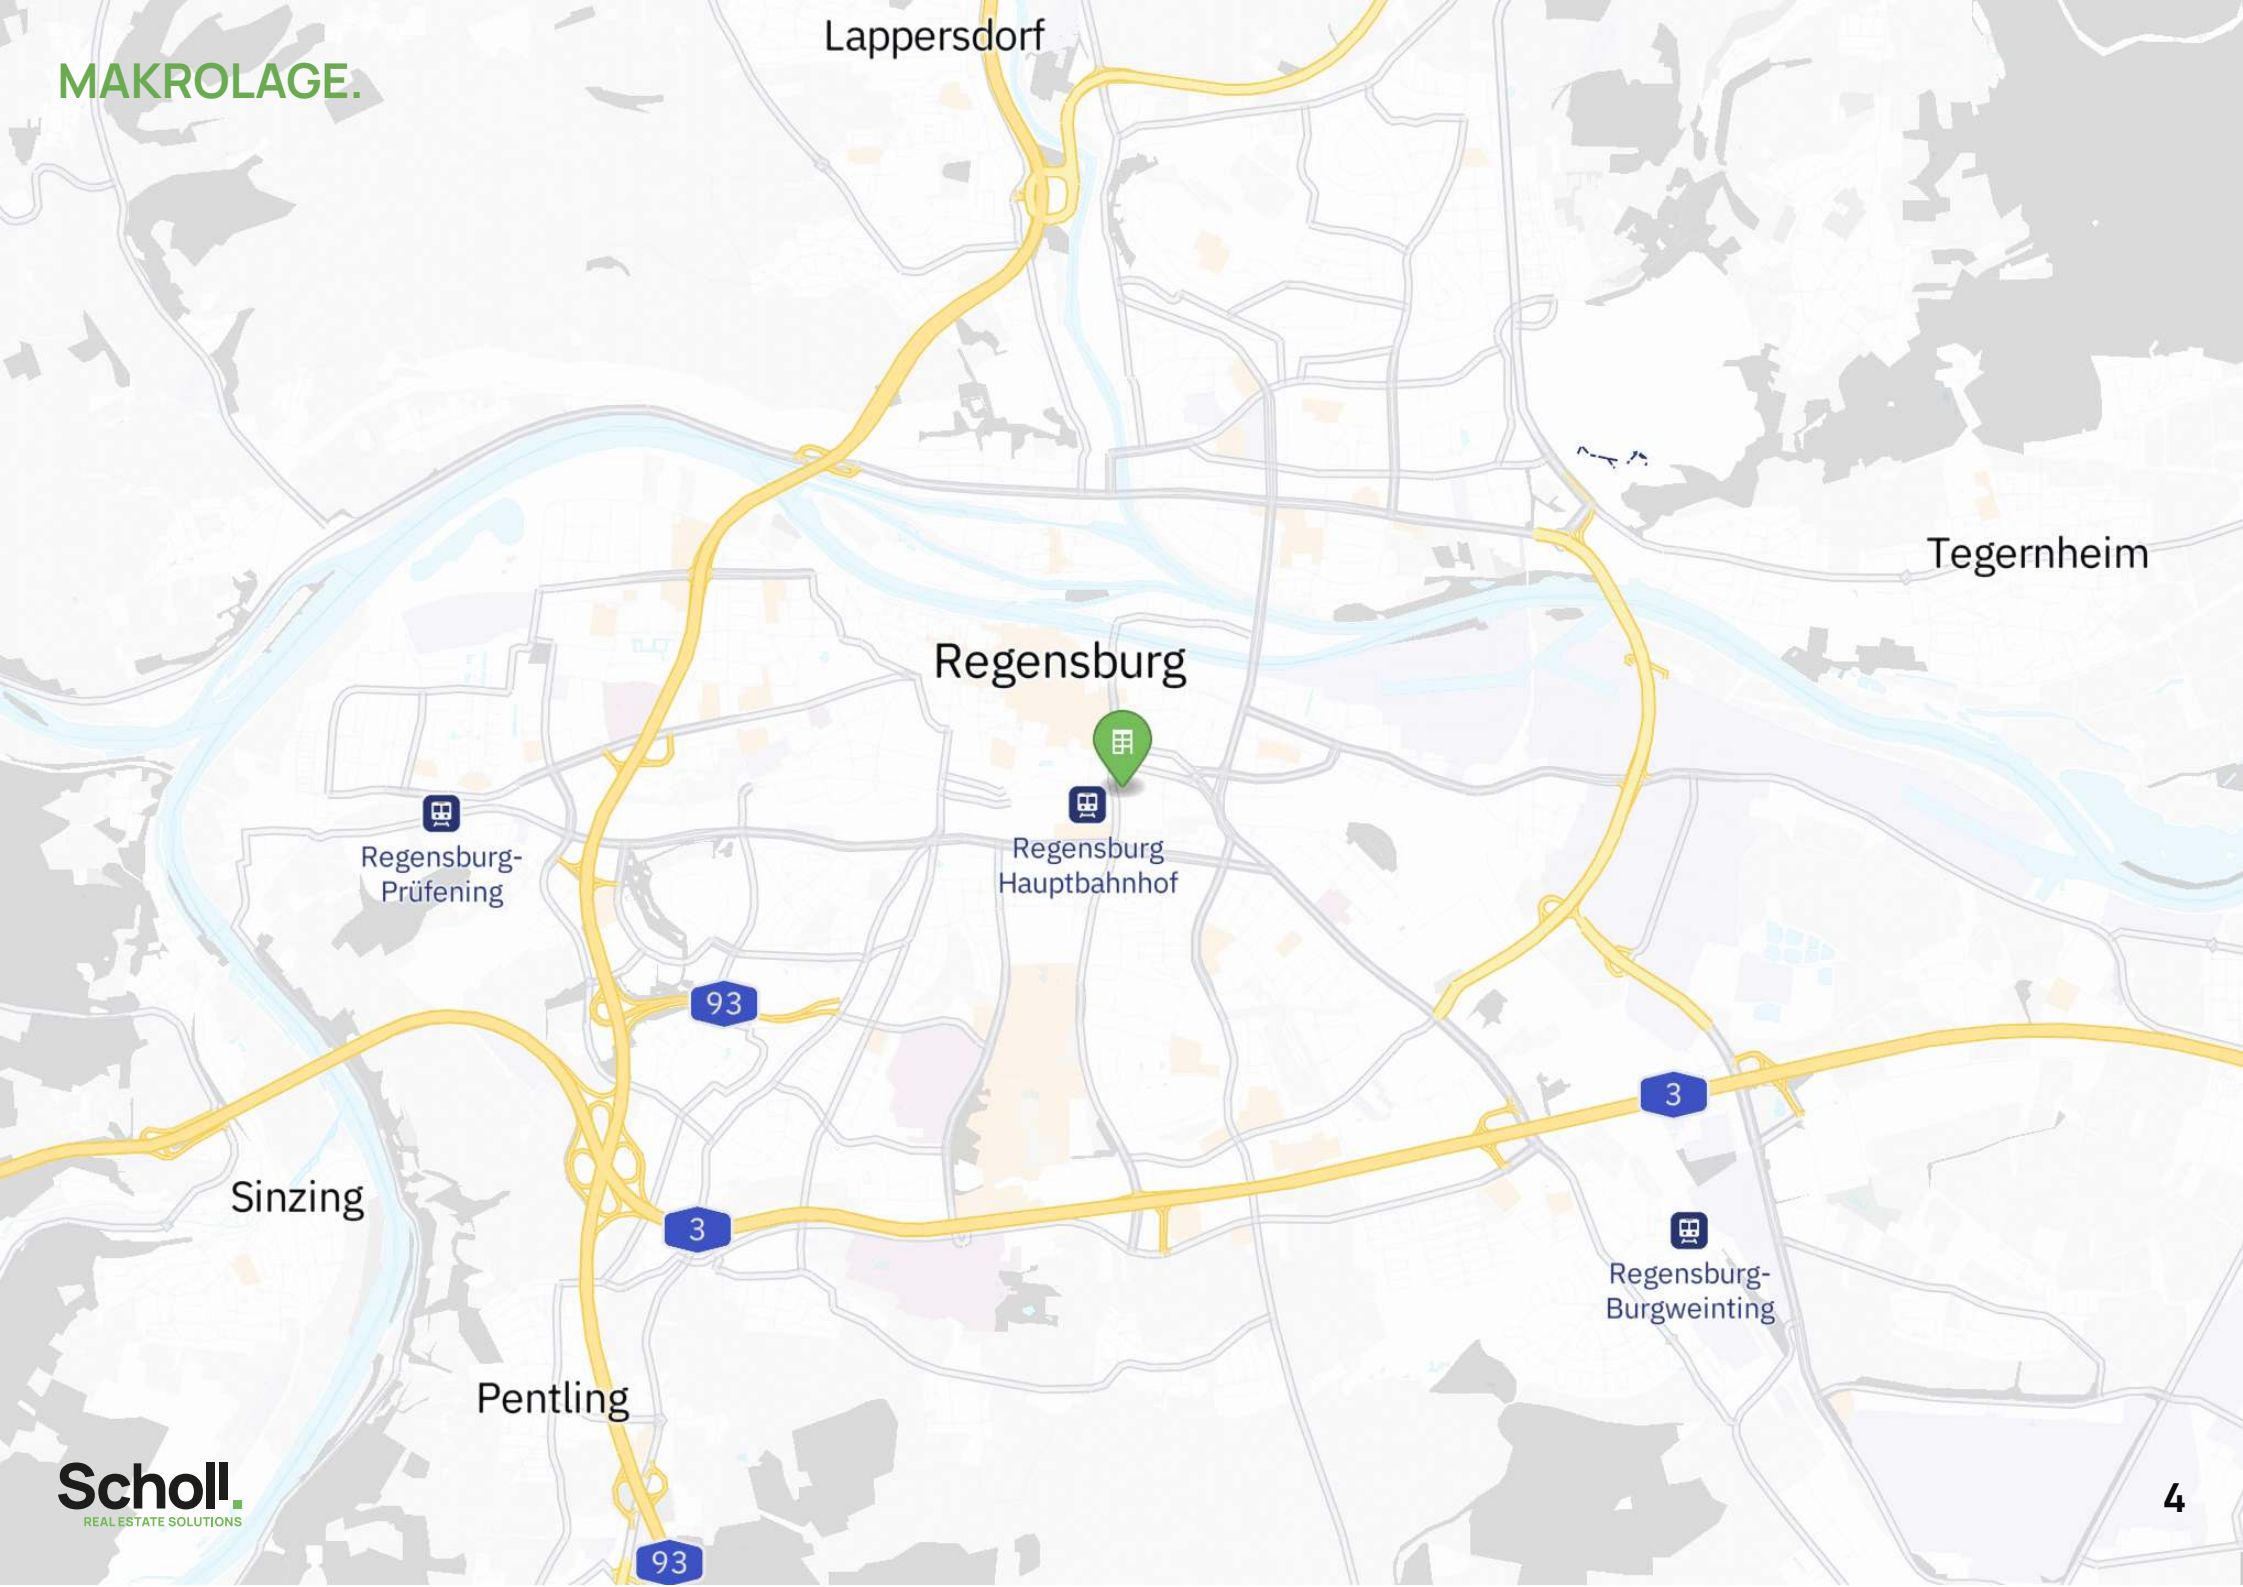 Lappersdorf
MAKROLAGE.
Tegernheim
Regensburg
Regensburg-
Prüfening
Regensburg
Hauptbahnhof
93
3
Sinzing
3
Regensburg-
Burgweinting
Pentling
Scholl.
REAL ESTATE SOLUTIONS
4
93